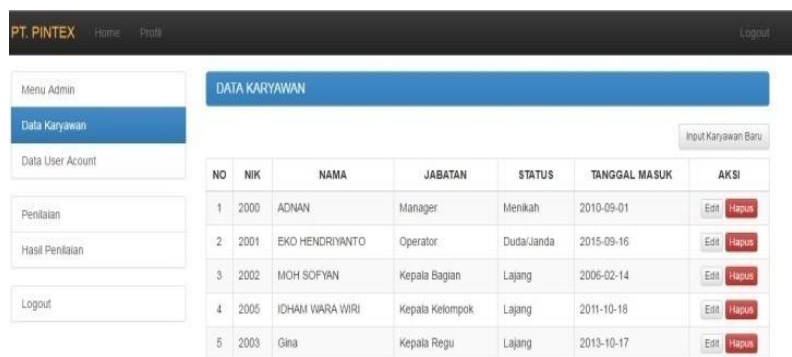 PT. PINTEX Home Profil Logout
Menu Admin
Data Karyawan
Data User Acount
Penilaian
Hasil Penilaian
Logout
DATA KARYAWAN
Input Karyawan Baru
NO NIK NAMA JABATAN STATUS TANGGAL MASUK AKSI
1 2000 ADNAN Manager Menikah 2010-09-01 Edit Hapus
2 2001 EKO HENDRIYANTO Operator Duda/Janda 2015-09-16 Edit Hapus
3 2002 MOH SOFYAN Kepala Bagian Lajang 2006-02-14 Edit Hapus
4 2005 IDHAM WARA WIRI Kepala Kelompok Lajang 2011-10-18 Edit Hapus
5 2003 Gina Kepala Regu Lajang 2013-10-17 Edit Hapus